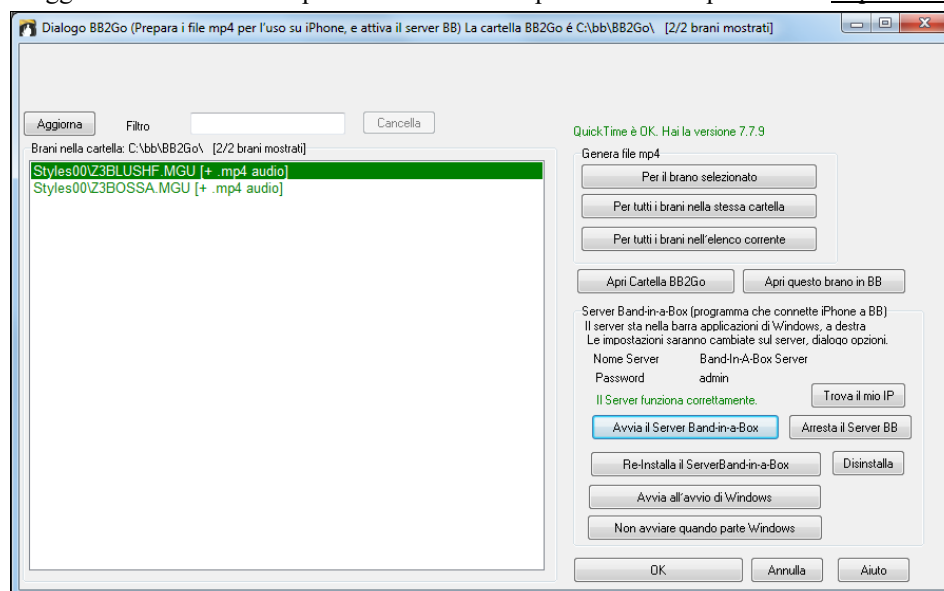 Dialogo BB2Go (Prepara i file mp4 per l'uso su iPhone, e attiva il server BB) La cartella BB2Go é C:\bb\BB2Go\ [2/2 brani mostrati]
Aggiorna
Filtro
Cancella
Brani nella cartella: C:\bb\BB2Go\ [2/2 brani mostrati]
Styles00\Z3BLUSHF.MGU [+ .mp4 audio]
Styles00\Z3BOSSA.MGU [+ .mp4 audio]
QuickTime è OK. Hai la versione 7.7.9
Genera file mp4
Per il brano selezionato
Per tutti i brani nella stessa cartella
Per tutti i brani nell'elenco corrente
Apri Cartella BB2Go
Apri questo brano in BB
Server Band-in-a-Box (programma che connette iPhone a BB)
Il server sta nella barra applicazioni di Windows, a destra
Le impostazioni saranno cambiate sul server, dialogo opzioni.
Nome Server Band-In-A-Box Server
Password admin
Il Server funziona correttamente.
Trova il mio IP
Avvia il Server Band-in-a-Box
Arresta il Server BB
Re-Installa il ServerBand-in-a-Box
Disinstalla
Avvia all'avvio di Windows
Non avviare quando parte Windows
OK
Annulla
Aiuto